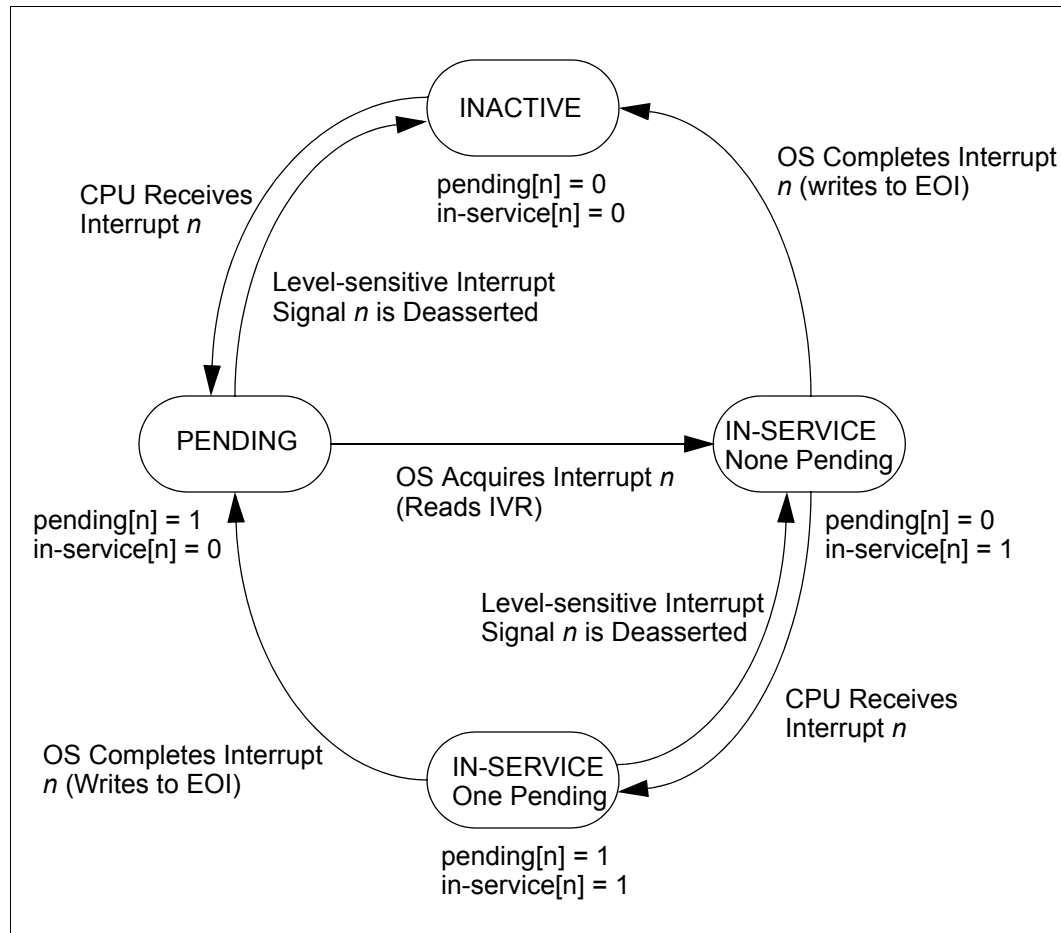 INACTIVE
pending[n] = 0
in-service[n] = 0
CPU Receives
Interrupt n
OS Completes Interrupt
n (writes to EOI)
Level-sensitive Interrupt
Signal n is Deasserted
PENDING
pending[n] = 1
in-service[n] = 0
OS Acquires Interrupt n
(Reads IVR)
IN-SERVICE
None Pending
pending[n] = 0
in-service[n] = 1
Level-sensitive Interrupt
Signal n is Deasserted
CPU Receives
Interrupt n
OS Completes Interrupt
n (Writes to EOI)
IN-SERVICE
One Pending
pending[n] = 1
in-service[n] = 1